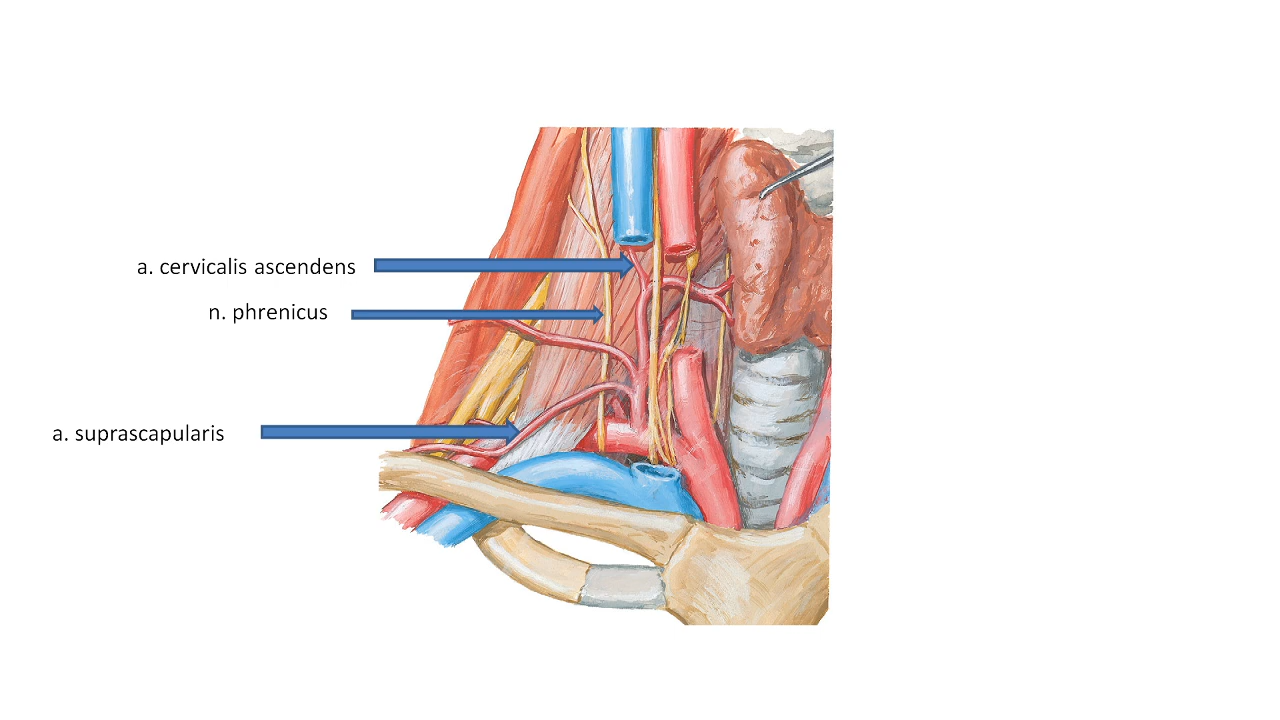 a. cervicalis ascendens
n. phrenicus
a. suprascapularis